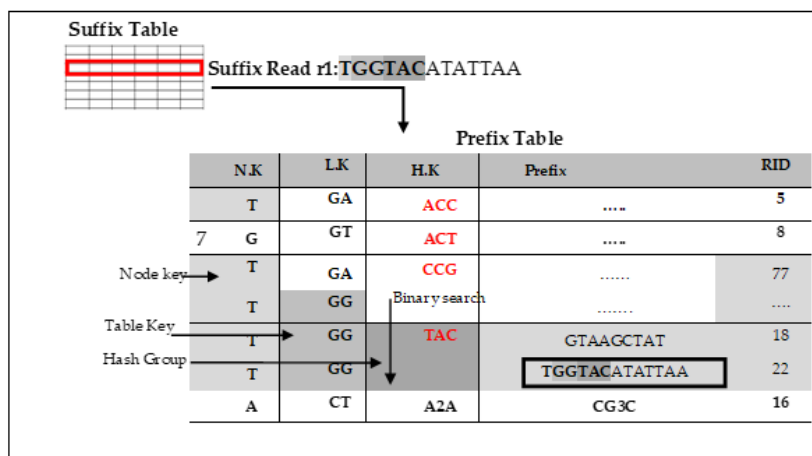 Suffix Table
Suffix Read r1:TGGTACATATTAA
Prefix Table
N.K L.K H.K Prefix RID
T GA ACC ..... 5
7 G GT ACT ..... 8
Node key T GA CCG ...... 77
T GG Binary search ....... ....
Table Key T GG TAC GTAAGCTAT 18
Hash Group T GG TGGTACATATTAA 22
A CT A2A CG3C 16